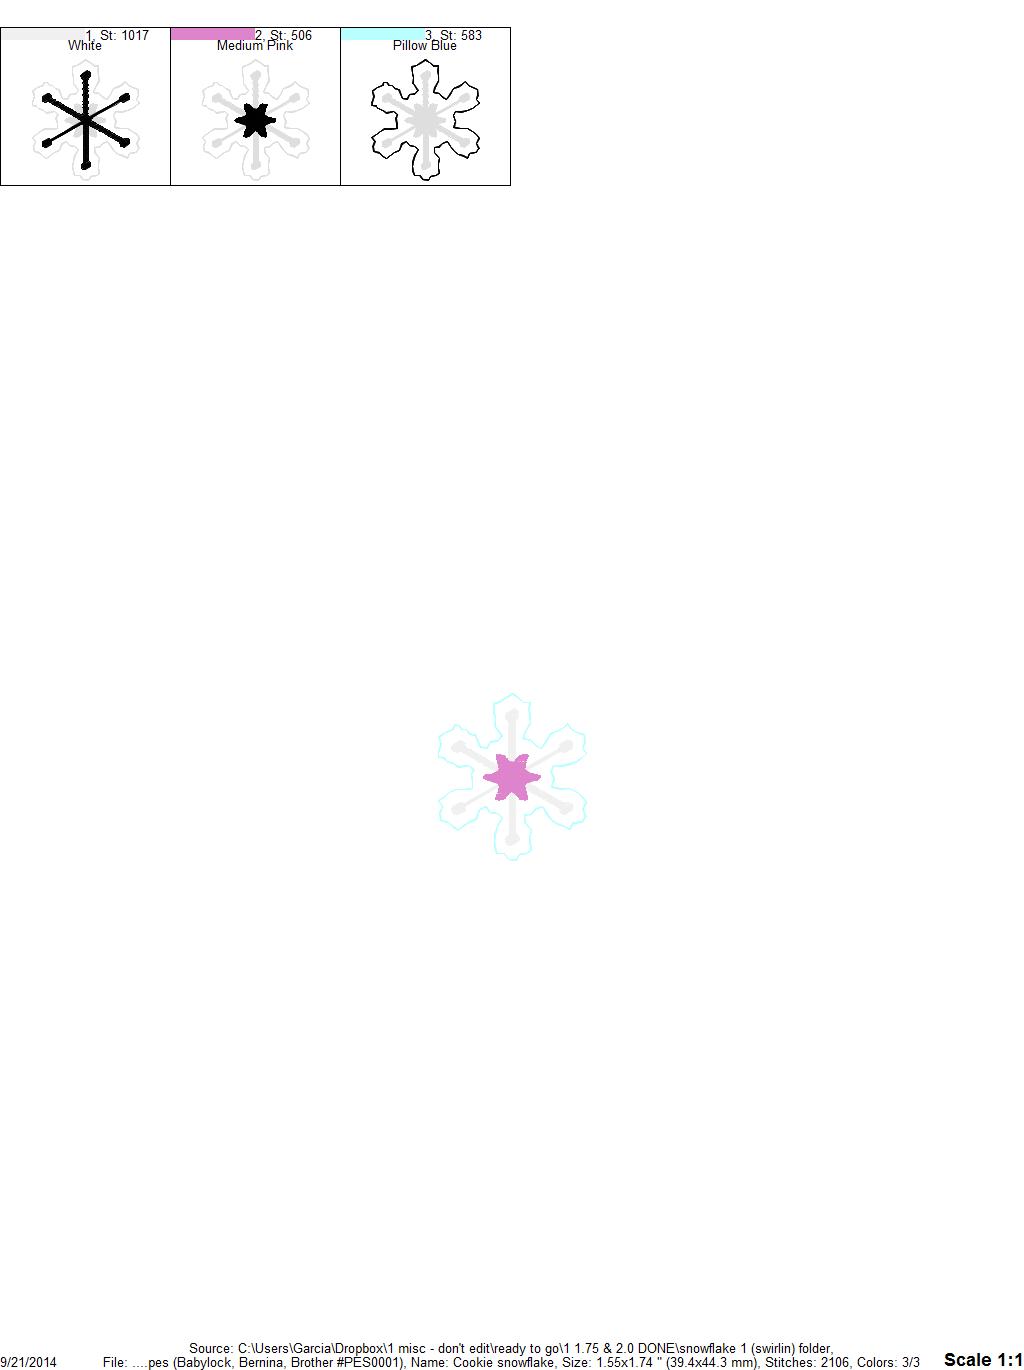 1, St: 1017
White
2, St: 506
Medium Pink
3, St: 583
Pillow Blue
Source: C:\Users\Garcia\Dropbox\1 misc - don't edit\ready to go\1 1.75 & 2.0 DONE\snowflake 1 (swirlin) folder,
9/21/2014 File: ....pes (Babylock, Bernina, Brother #PES0001), Name: Cookie snowflake, Size: 1.55x1.74 " (39.4x44.3 mm), Stitches: 2106, Colors: 3/3 Scale 1:1